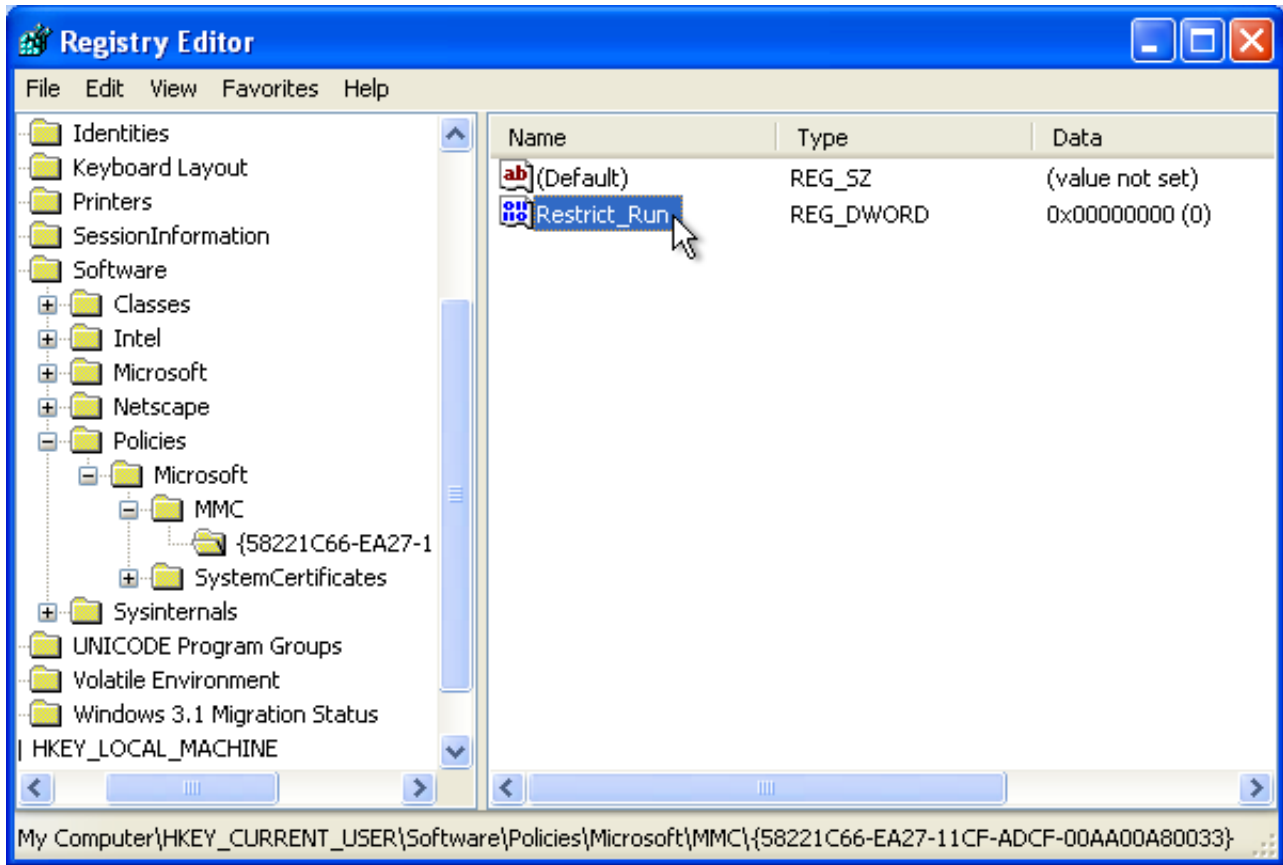 Registry Editor
File Edit View Favorites Help
Identities
Keyboard Layout
Printers
SessionInformation
Software
Classes
Intel
Microsoft
Netscape
Policies
Microsoft
MMC
{58221C66-EA27-1
SystemCertificates
Sysinternals
UNICODE Program Groups
Volatile Environment
Windows 3.1 Migration Status
HKEY_LOCAL_MACHINE
Name Type Data
(Default) REG_SZ (value not set)
Restrict_Run REG_DWORD 0x00000000 (0)
My Computer\HKEY_CURRENT_USER\Software\Policies\Microsoft\MMC\{58221C66-EA27-11CF-ADCF-00AA00A80033}